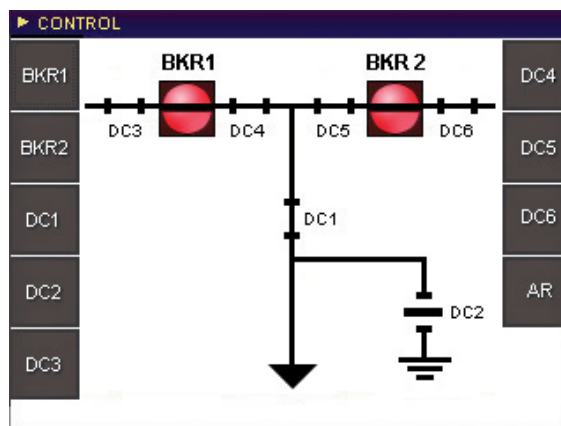 CONTROL
BKR1
BKR2
DC1
DC2
DC3
BKR1
BKR 2
DC3
DC4
DC5
DC6
DC1
DC2
DC4
DC5
DC6
AR